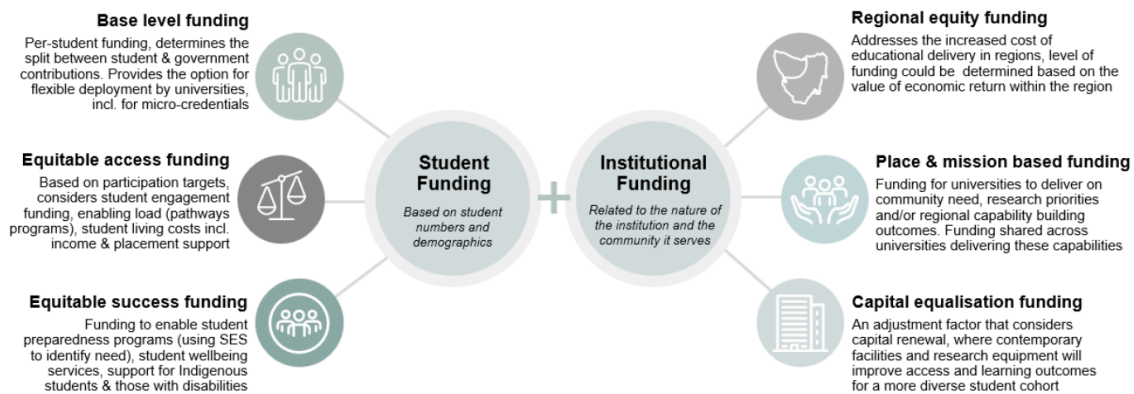 Base level funding
Per-student funding, determines the
split between student & government
contributions. Provides the option for
flexible deployment by universities,
incl. for micro-credentials
Equitable access funding
Based on participation targets,
considers student engagement
funding, enabling load (pathways
programs), student living costs incl.
income & placement support
Equitable success funding
Funding to enable student
preparedness programs (using SES
to identify need), student wellbeing
services, support for Indigenous
students & those with disabilities
Student
Funding
Based on student
numbers and
demographics
+
Institutional
Funding
Related to the nature of
the institution and the
community it serves
Regional equity funding
Addresses the increased cost of
educational delivery in regions, level of
funding could be  determined based on the
value of economic return within the region
Place & mission based funding
Funding for universities to deliver on
community need, research priorities
and/or regional capability building
outcomes. Funding shared across
universities delivering these capabilities
Capital equalisation funding
An adjustment factor that considers
capital renewal, where contemporary
facilities and research equipment will
improve access and learning outcomes
for a more diverse student cohort